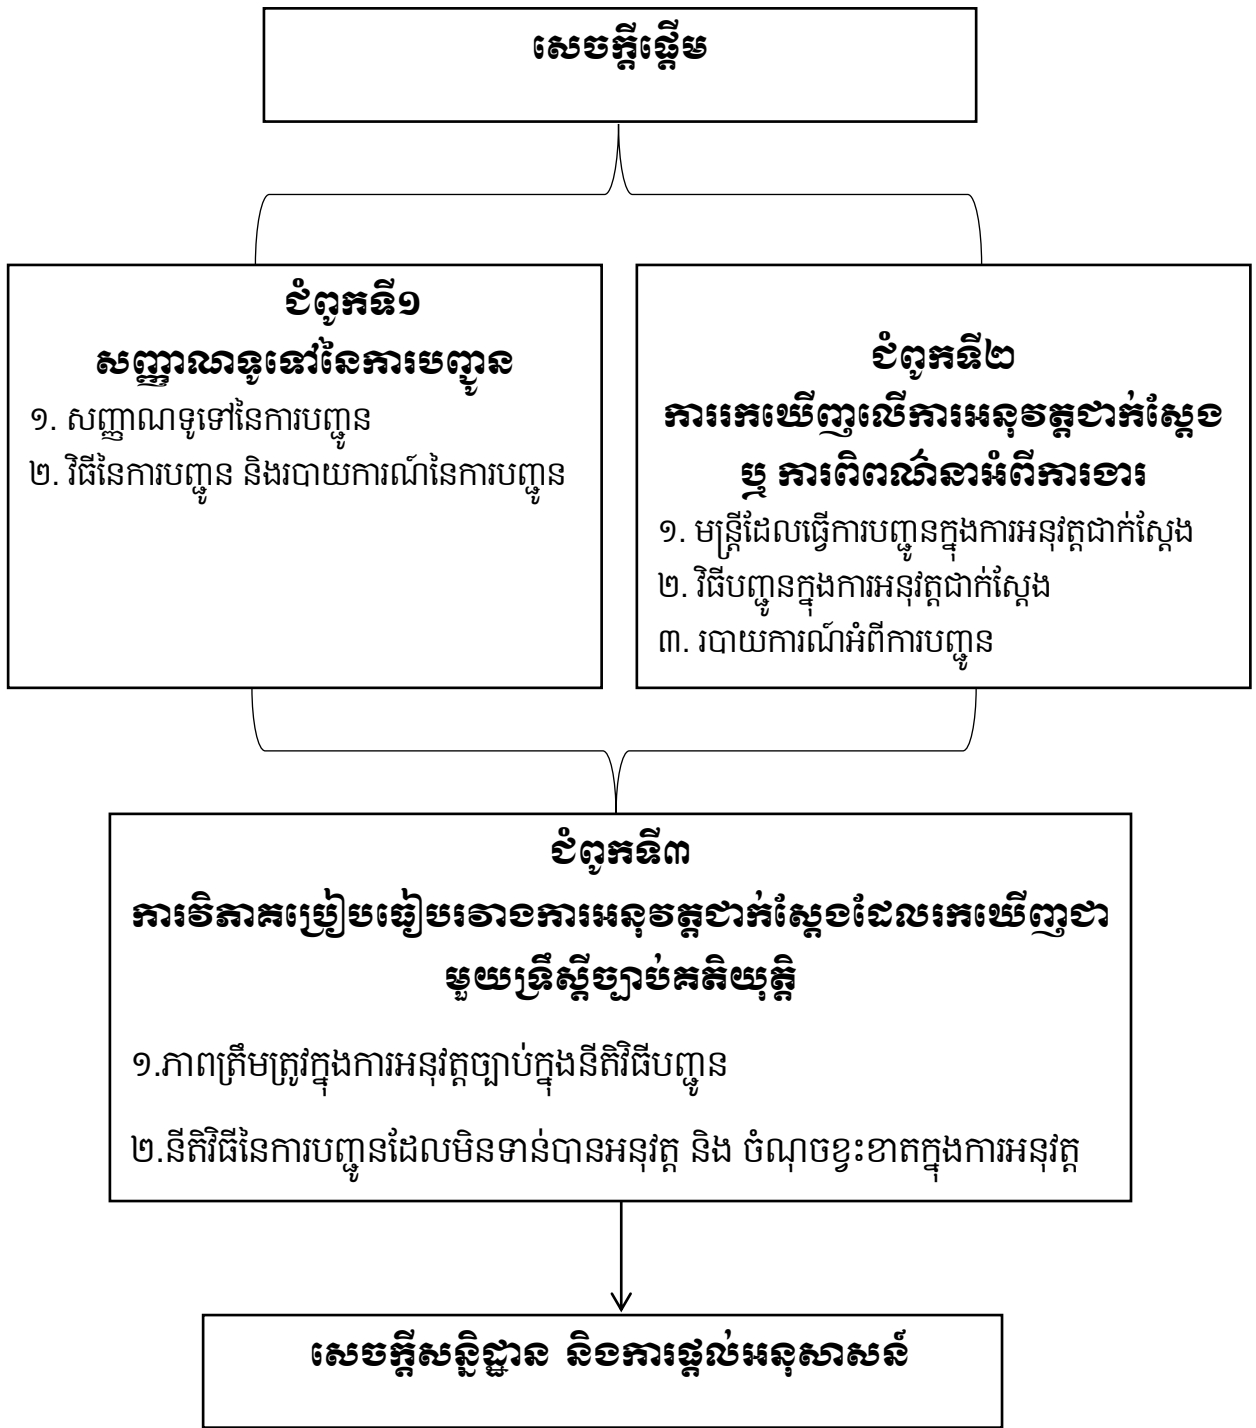 សេចក្តីផ្តើម
ជំពូកទី១
សញ្ញាណទូទៅនៃការបញ្ជូន
១. សញ្ញាណទូទៅនៃការបញ្ជូន
២. វិធីនៃការបញ្ជូន និងរបាយការណ៍នៃការបញ្ជូន
ជំពូកទី២
ការរកឃើញលើការអនុវត្តជាក់ស្តែង
ឬ ការពិពណ៌នាអំពីការងារ
១. មន្ត្រីដែលធ្វើការបញ្ជូនក្នុងការអនុវត្តជាក់ស្តែង
២. វិធីបញ្ជូនក្នុងការអនុវត្តជាក់ស្តែង
៣. របាយការណ៍អំពីការបញ្ជូន
ជំពូកទី៣
ការវិភាគប្រៀបធៀបរវាងការអនុវត្តជាក់ស្តែងដែលរកឃើញជា
មួយទ្រឹស្តីច្បាប់គតិយុត្តិ
១.ភាពត្រឹមត្រូវក្នុងការអនុវត្តច្បាប់ក្នុងនីតិវិធីបញ្ជូន
២.នីតិវិធីនៃការបញ្ជូនដែលមិនទាន់បានអនុវត្ត និង ចំណុចខ្វះខាតក្នុងការអនុវត្ត
សេចក្តីសន្និដ្ឋាន និងការផ្តល់អនុសាសន៍